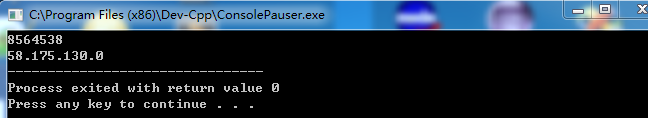 C:\Program Files (x86)\Dev-Cpp\ConsolePauser.exe
8564538
58.175.130.0
--------------------------------
Process exited with return value 0
Press any key to continue . . .